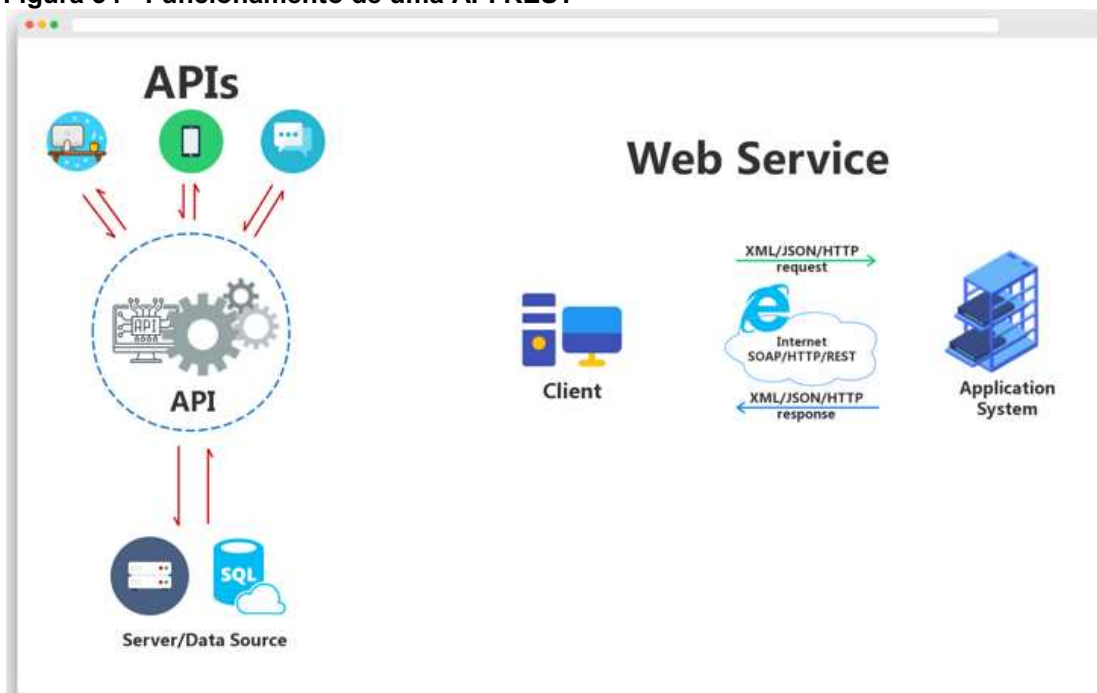 Figura 34 - Funcionamento de uma API REST
APIs
API
API
Server/Data Source
SQL
Web Service
Client
XML/JSON/HTTP
request
Internet
SOAP/HTTP/REST
XML/JSON/HTTP
response
Application
System